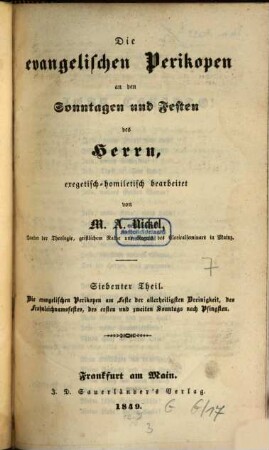 Die
evangelischen Perikopen
an den
Sonntagen und Festen
des
Herrn,
exegetisch-homiletisch bearbeitet
von
M. A. Nickel,
Doctor der Theologie, geistlichem Rathe und Regens des Clericalseminars in Mainz.
7
Siebenter Theil.
Die evangelischen Perikopen am Feste der allerheiligsten Dreieinigkeit, des
Frohnleichnamsfestes, des ersten und zweiten Sonntags nach Pfingsten.
Frankfurt am Main.
J. D. Sauerländer's Verlag.
1849.